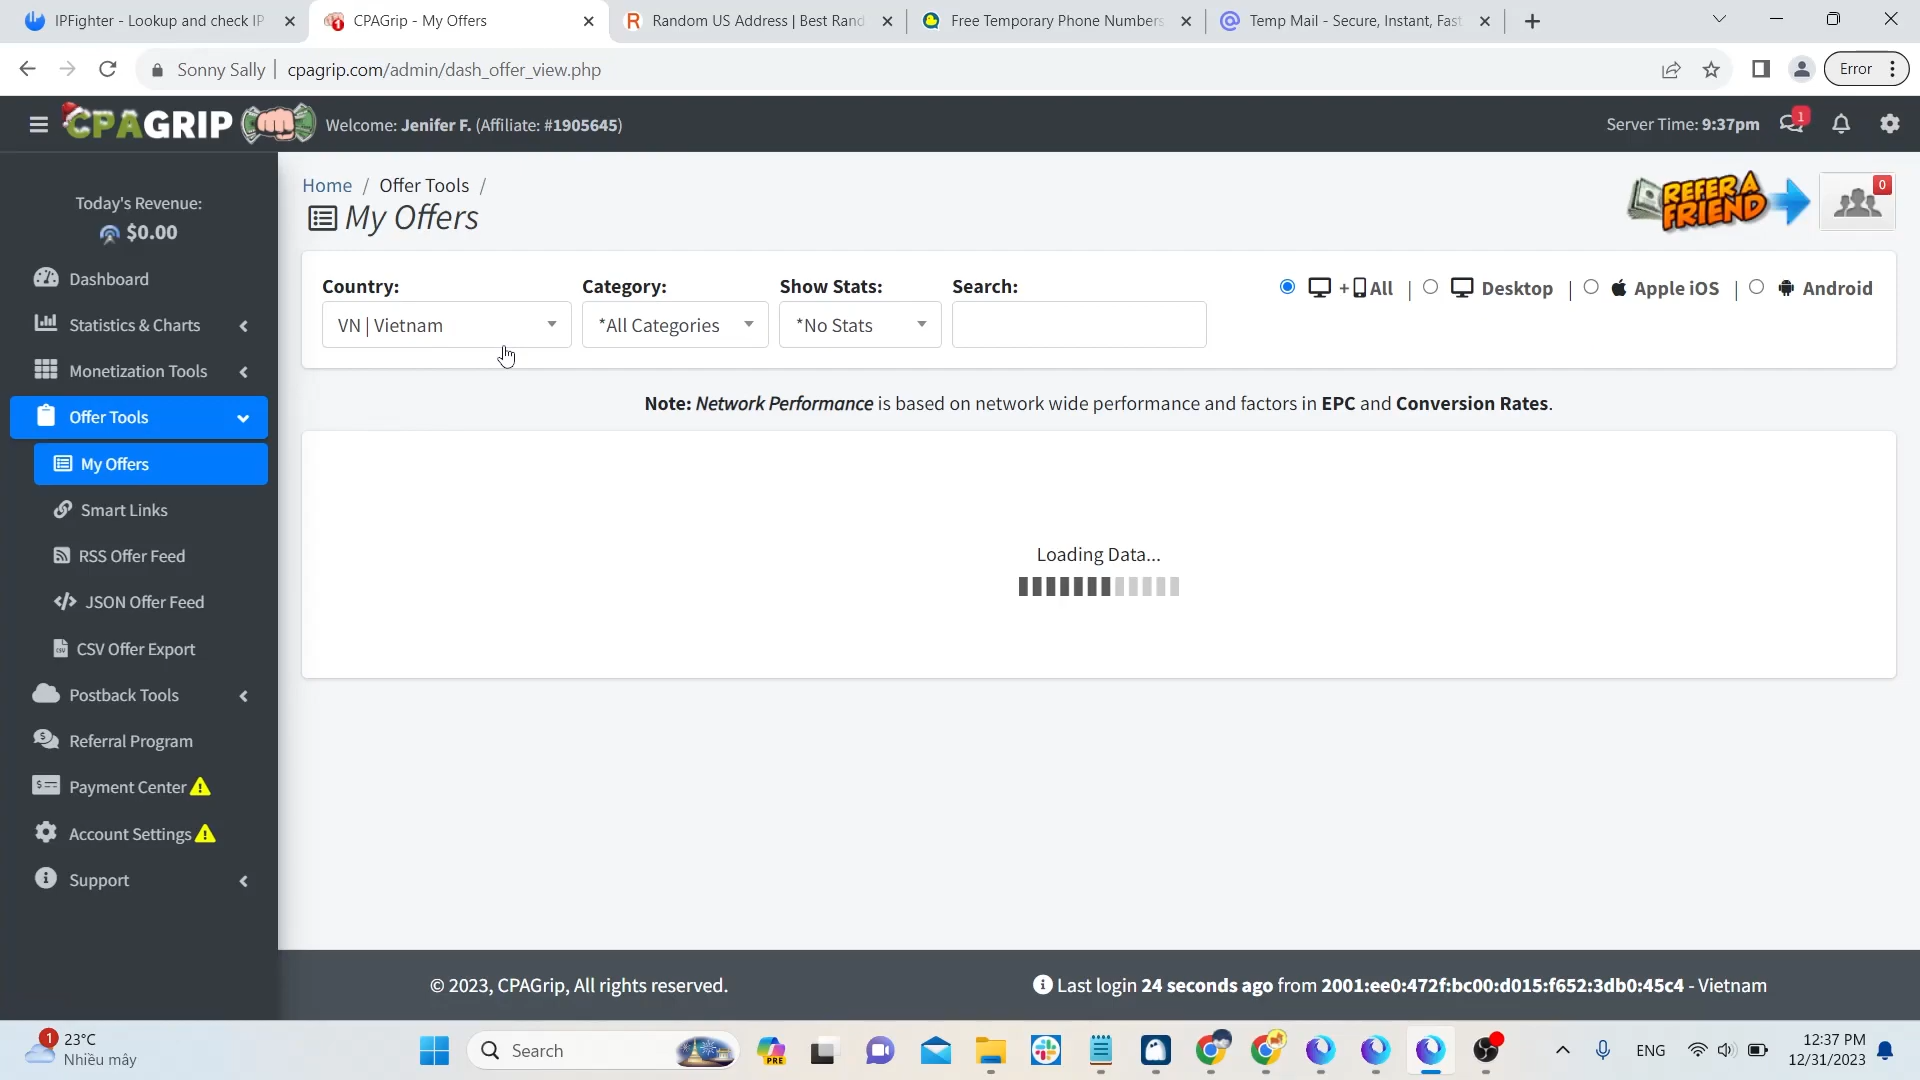 IPFighter - Lookup and check IP
CPAGrip - My Offers
Random US Address | Best Rand
Free Temporary Phone Numbers
Temp Mail - Secure, Instant, Fast
Sonny Sally | cpagrip.com/admin/dash_offer_view.php
Error
CPAGRIP
Welcome: Jenifer F. (Affiliate: #1905645)
Server Time: 9:37pm
1
Today's Revenue:
$0.00
Dashboard
Statistics & Charts
Monetization Tools
Offer Tools
My Offers
Smart Links
RSS Offer Feed
JSON Offer Feed
CSV Offer Export
Postback Tools
Referral Program
Payment Center
Account Settings
Support
Home / Offer Tools /
My Offers
REFER A
FRIEND
0
Country:
Category:
Show Stats:
Search:
+ All | Desktop | Apple iOS | Android
VN | Vietnam
*All Categories
*No Stats
Note: Network Performance is based on network wide performance and factors in EPC and Conversion Rates.
Loading Data...
© 2023, CPAGrip, All rights reserved.
Last login 24 seconds ago from 2001:ee0:472f:bc00:d015:f652:3db0:45c4 - Vietnam
1
23°C
Nhiều mây
Search
PRE
ENG
12:37 PM
12/31/2023